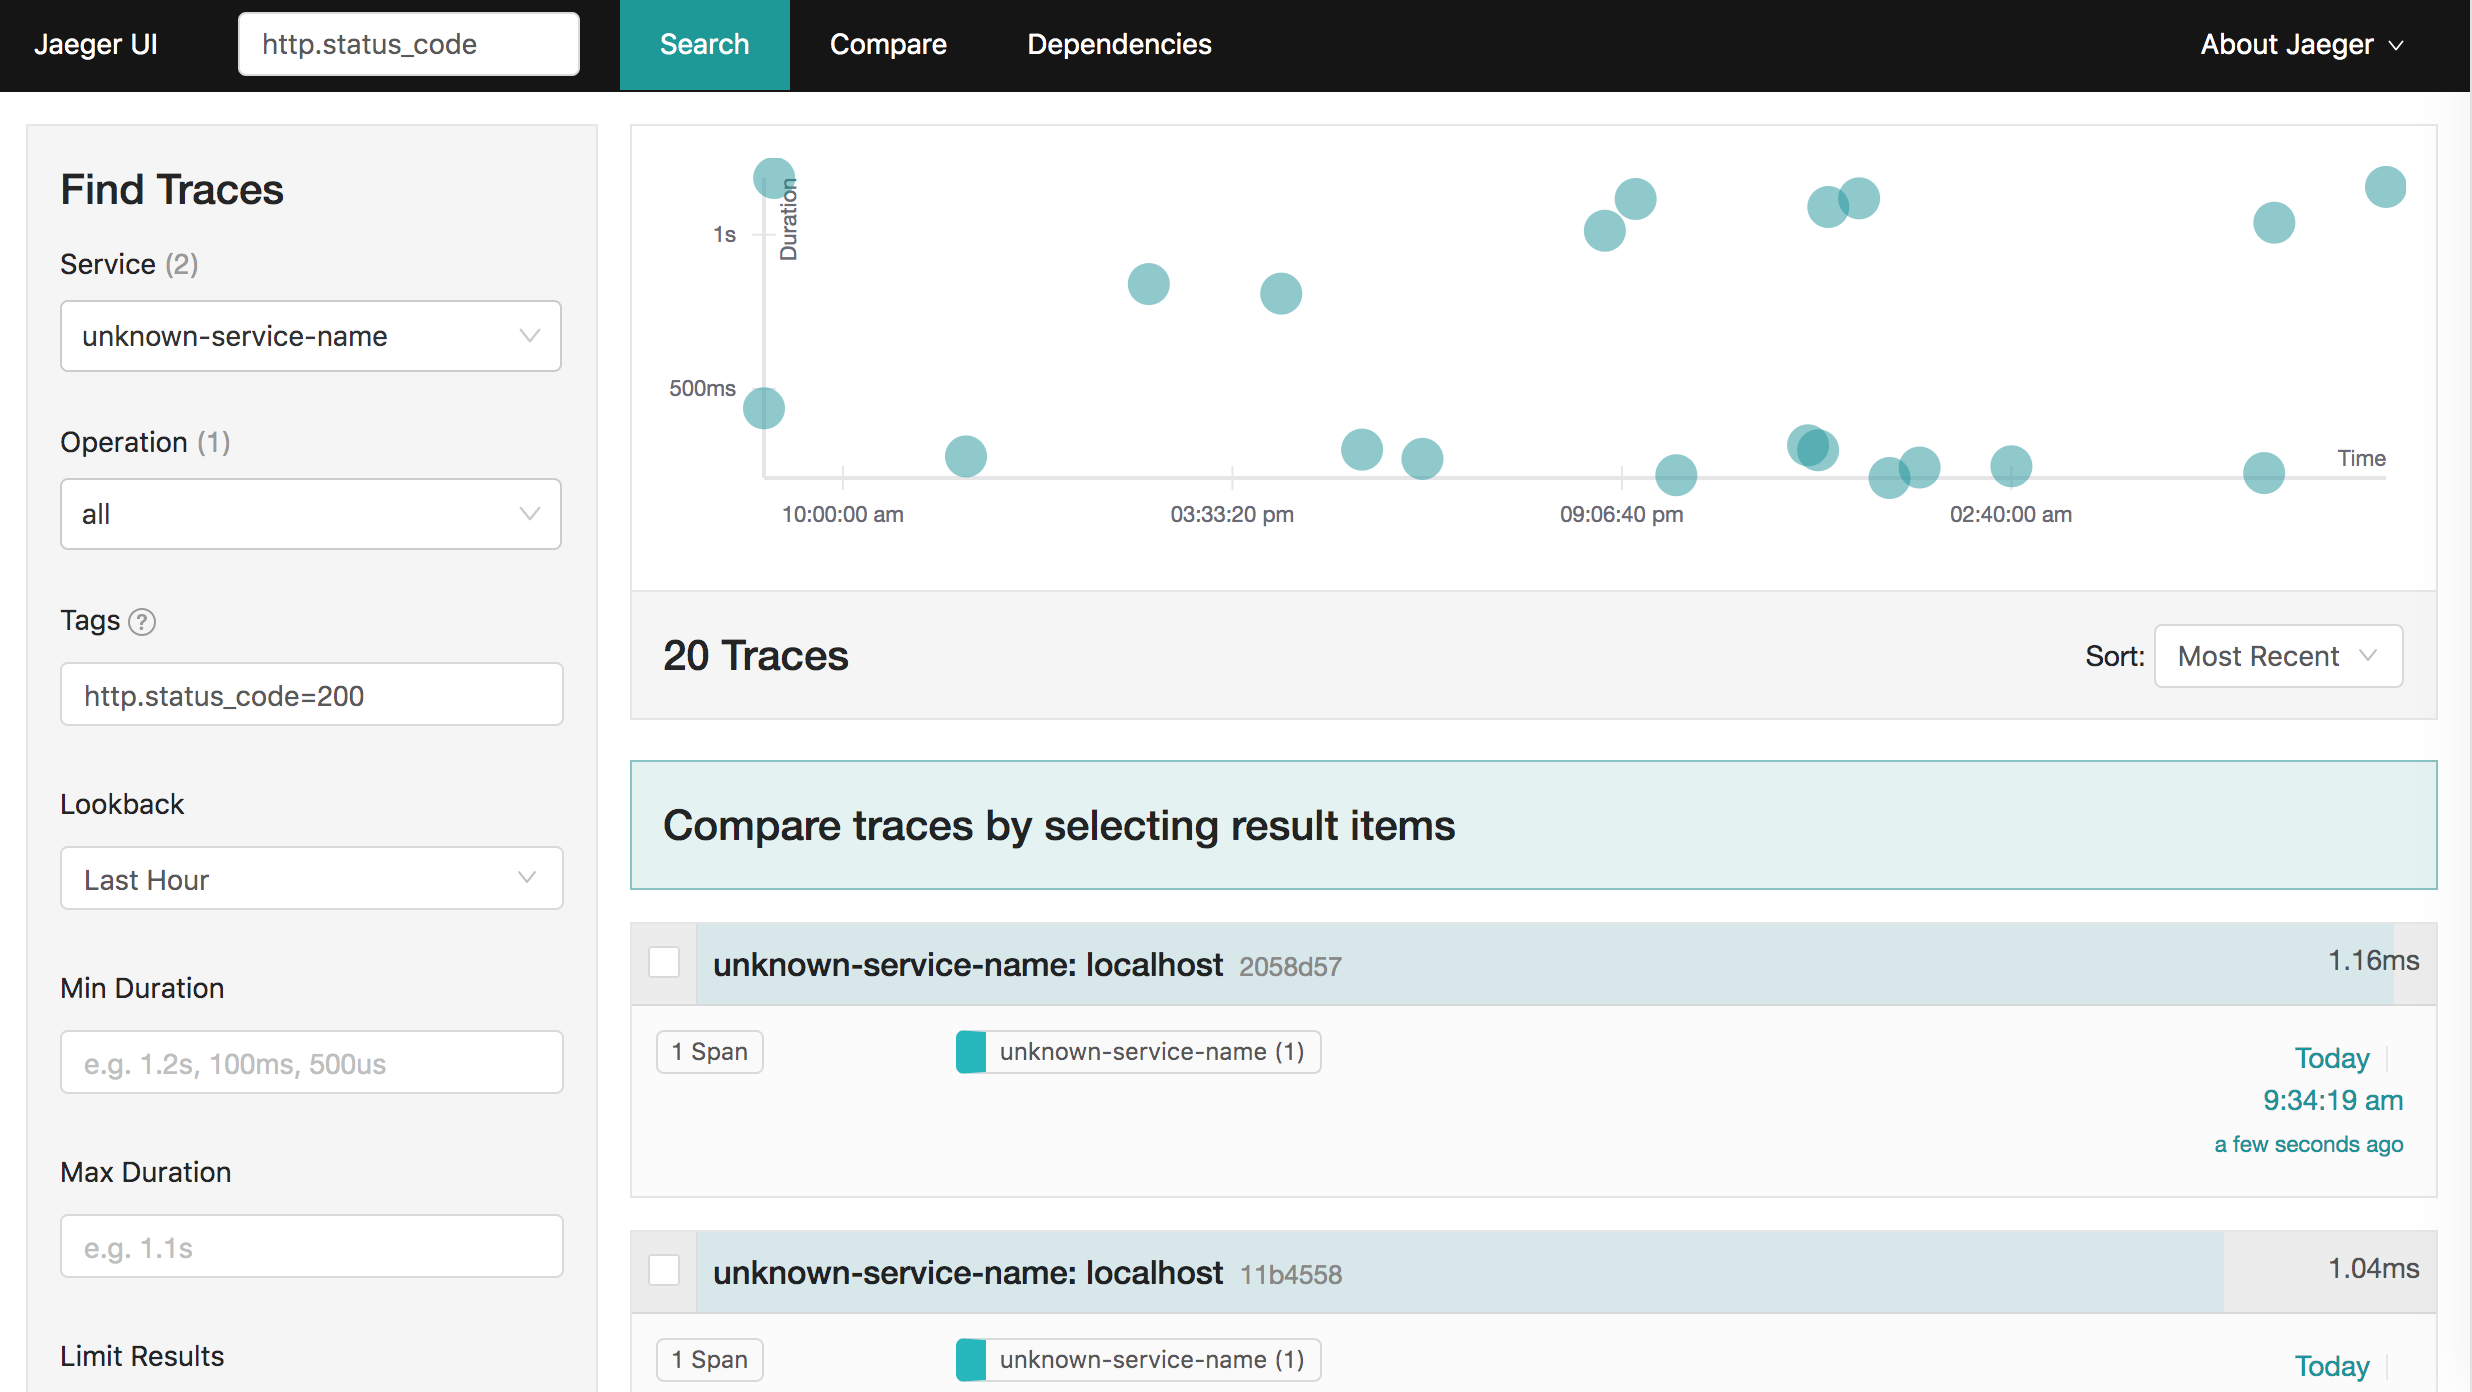 Jaeger UI
http.status_code
Search
Compare
Dependencies
About Jaeger
Find Traces
Service (2)
unknown-service-name
Operation (1)
all
Tags ?
http.status_code=200
Lookback
Last Hour
Min Duration
e.g. 1.2s, 100ms, 500us
Max Duration
e.g. 1.1s
Limit Results
Duration
1s
500ms
Time
10:00:00 am
03:33:20 pm
09:06:40 pm
02:40:00 am
20 Traces
Sort: Most Recent
Compare traces by selecting result items
unknown-service-name: localhost 2058d57
1.16ms
1 Span
unknown-service-name (1)
Today
9:34:19 am
a few seconds ago
unknown-service-name: localhost 11b4558
1.04ms
1 Span
unknown-service-name (1)
Today